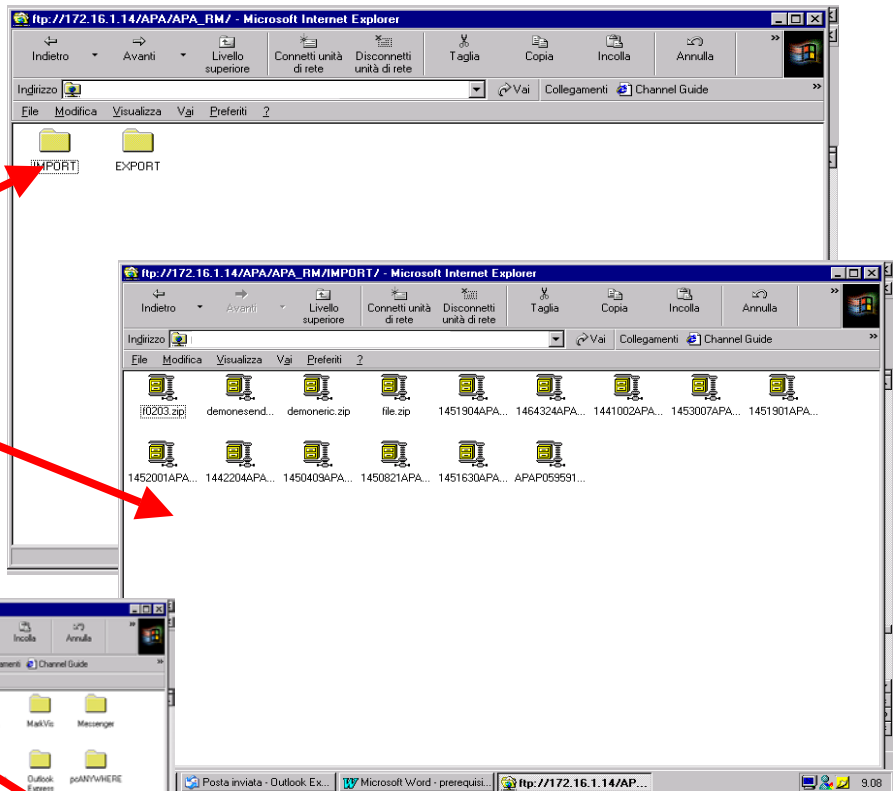 ftp://172.16.1.14/APA/APA_RM/ - Microsoft Internet Explorer
Indietro Avanti Livello superiore Connetti unità di rete Disconnetti unità di rete Taglia Copia Incolla Annulla »
Indirizzo Vai Collegamenti Channel Guide »
File Modifica Visualizza Vai Preferiti ?
IMPORT EXPORT
ftp://172.16.1.14/APA/APA_RM/IMPORT/ - Microsoft Internet Explorer
Indietro Avanti Livello superiore Connetti unità di rete Disconnetti unità di rete Taglia Copia Incolla Annulla »
Indirizzo Vai Collegamenti Channel Guide »
File Modifica Visualizza Vai Preferiti ?
f0203.zip demonesend... demoneric.zip file.zip 1451904APA... 1464324APA... 1441002APA... 1453007APA... 1451901APA...
1452001APA... 1442204APA... 1450409APA... 1450821APA... 1451630APA... APAP059591...
Incolla Annulla »
amenti Channel Guide »
MarkVis Messenger
Outlook Express pcANYWHERE
Posta inviata - Outlook Ex... Microsoft Word - prerequisi... ftp://172.16.1.14/AP... 9.08